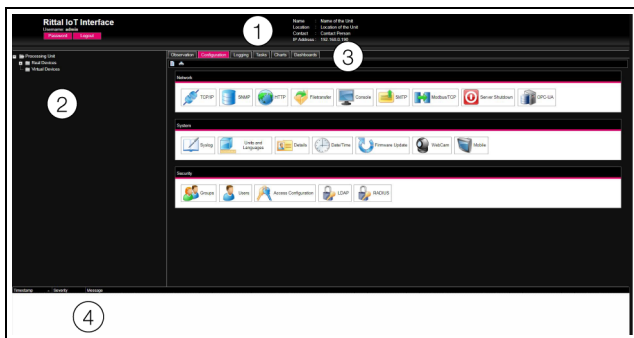 Rittal IoT Interface
Username: admin
Password Logout
1
Name : Name of the Unit
Location : Location of the Unit
Contact : Contact Person
IP Address : 192.168.0.190
Processing Unit
Real Devices
Virtual Devices
2
Observation Configuration Logging Tasks Charts Dashboards
3
Network
TCP/IP SNMP HTTP Filetransfer Console SMTP Modbus/TCP Server Shutdown OPC-UA
System
Syslog Units and Languages Details Date/Time Firmware Update WebCam Mobile
Security
Groups Users Access Configuration LDAP RADIUS
Timestamp Severity Message
4